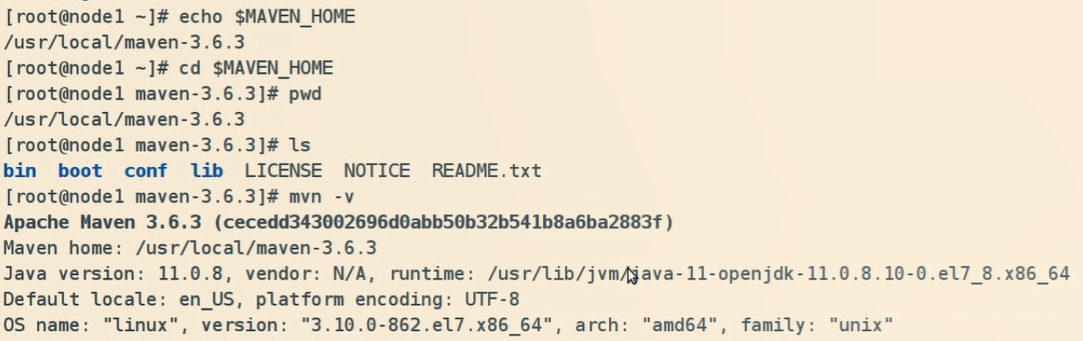 [root@node1 ~]# echo $MAVEN_HOME
/usr/local/maven-3.6.3
[root@node1 ~]# cd $MAVEN_HOME
[root@node1 maven-3.6.3]# pwd
/usr/local/maven-3.6.3
[root@node1 maven-3.6.3]# ls
bin  boot  conf  lib  LICENSE  NOTICE  README.txt
[root@node1 maven-3.6.3]# mvn -v
Apache Maven 3.6.3 (cecedd343002696d0abb50b32b541b8a6ba2883f)
Maven home: /usr/local/maven-3.6.3
Java version: 11.0.8, vendor: N/A, runtime: /usr/lib/jvm/java-11-openjdk-11.0.8.10-0.el7_8.x86_64
Default locale: en_US, platform encoding: UTF-8
OS name: "linux", version: "3.10.0-862.el7.x86_64", arch: "amd64", family: "unix"